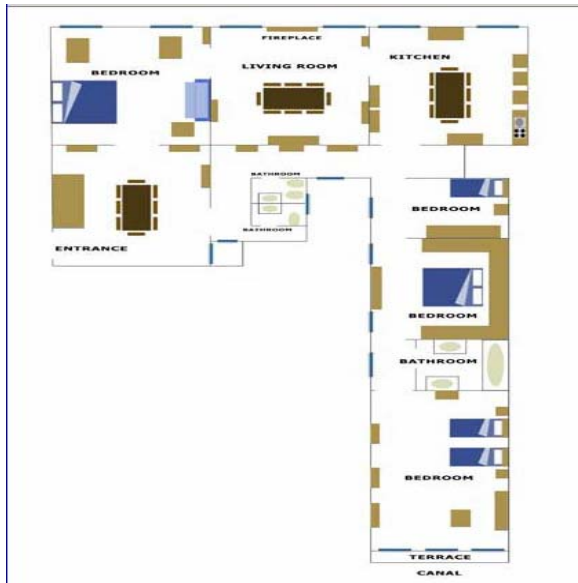 FIREPLACE
KITCHEN
LIVING ROOM
BEDROOM
BATHROOM
BEDROOM
BATHROOM
ENTRANCE
BEDROOM
BATHROOM
BEDROOM
TERRACE
CANAL